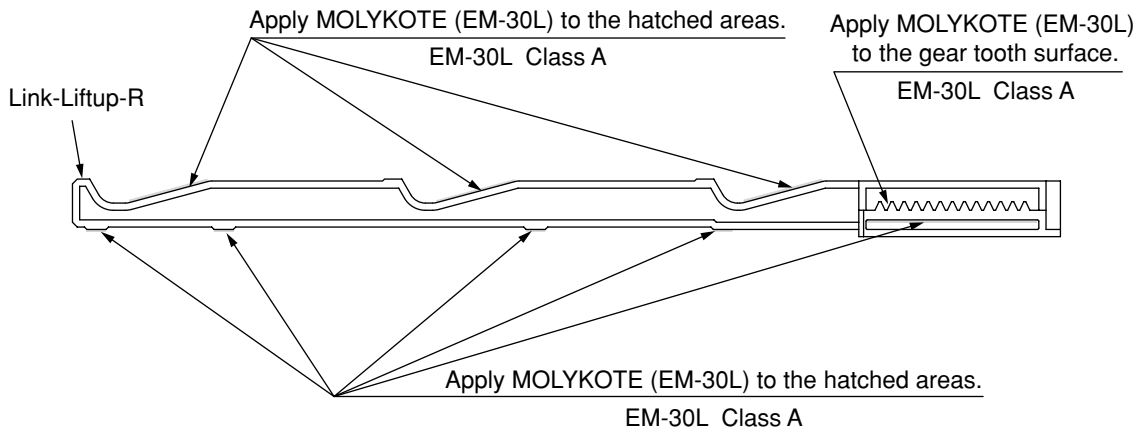 Apply MOLYKOTE (EM-30L) to the hatched areas.
EM-30L Class A
Apply MOLYKOTE (EM-30L)
to the gear tooth surface.
EM-30L Class A
Link-Liftup-R
Apply MOLYKOTE (EM-30L) to the hatched areas.
EM-30L Class A